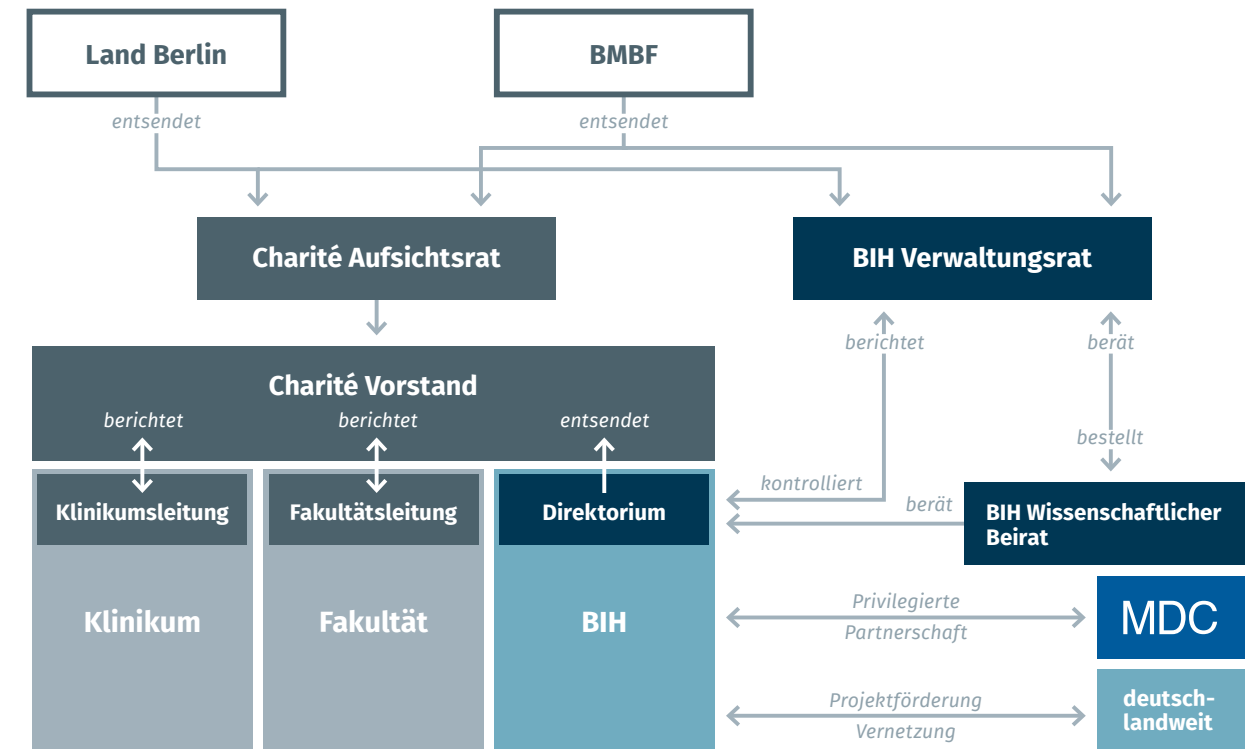 Land Berlin
BMBF
entsendet
entsendet
Charité Aufsichtsrat
BIH Verwaltungsrat
berichtet
berät
Charité Vorstand
berichtet
berichtet
entsendet
bestellt
kontrolliert
berät
Klinikumsleitung
Fakultätsleitung
Direktorium
BIH Wissenschaftlicher
Beirat
Klinikum
Fakultät
BIH
Privilegierte
Partnerschaft
MDC
Projektförderung
Vernetzung
deutsch-
landweit